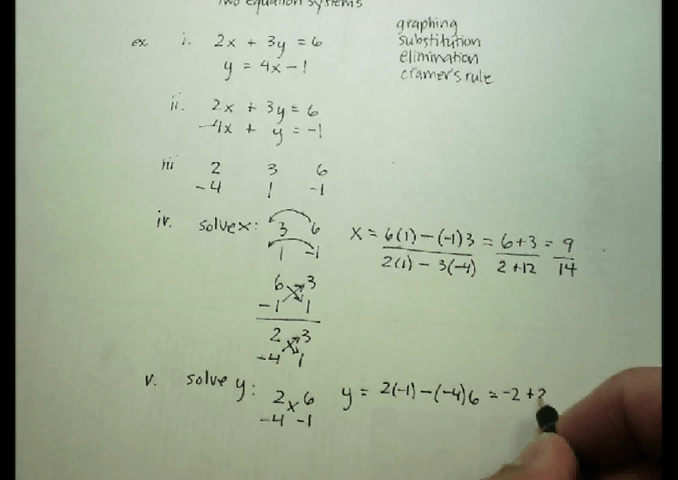 Two equation systems
graphing
substitution
elimination
cramer's rule
ex i. 2x + 3y = 6
y = 4x - 1
ii. 2x + 3y = 6
-4x + y = -1
iii 2 3 6
-4 1 -1
iv. solve x: 3 6
1 -1
6 3
-1 1
2 3
-4 1
x = 6(1) - (-1)3 = 6+3 = 9
2(1) - 3(-4) 2+12 14
v. solve y: 2 6 y = 2(-1) - (-4)6 = -2 + 2
-4 -1